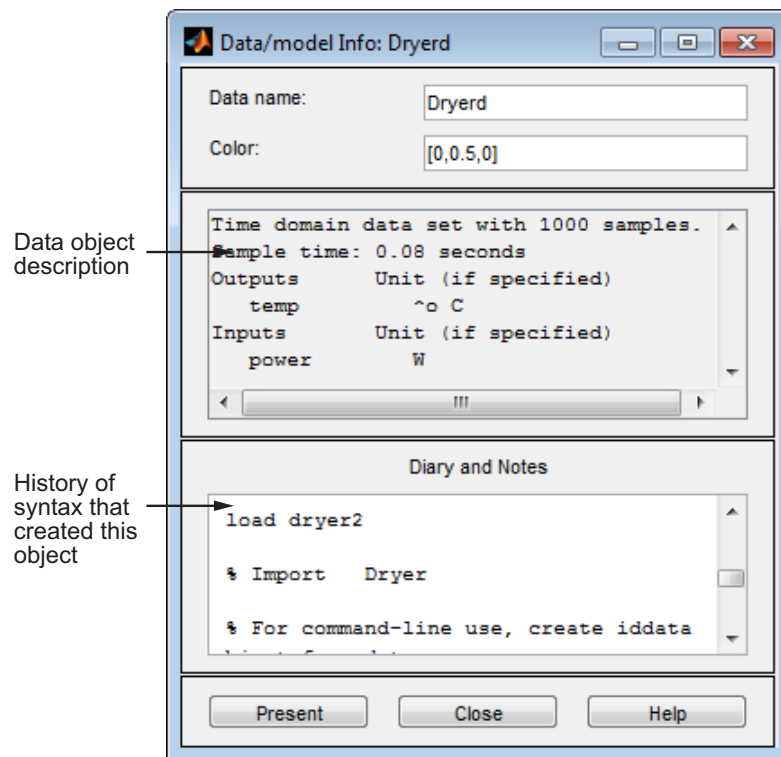 Data/model Info: Dryerd
Data name:
Dryerd
Color:
[0,0.5,0]
Data object
description
Time domain data set with 1000 samples.
Sample time: 0.08 seconds
Outputs Unit (if specified)
temp ^o C
Inputs Unit (if specified)
power W
Diary and Notes
History of
syntax that
created this
object
load dryer2
% Import Dryer
% For command-line use, create iddata
Present
Close
Help